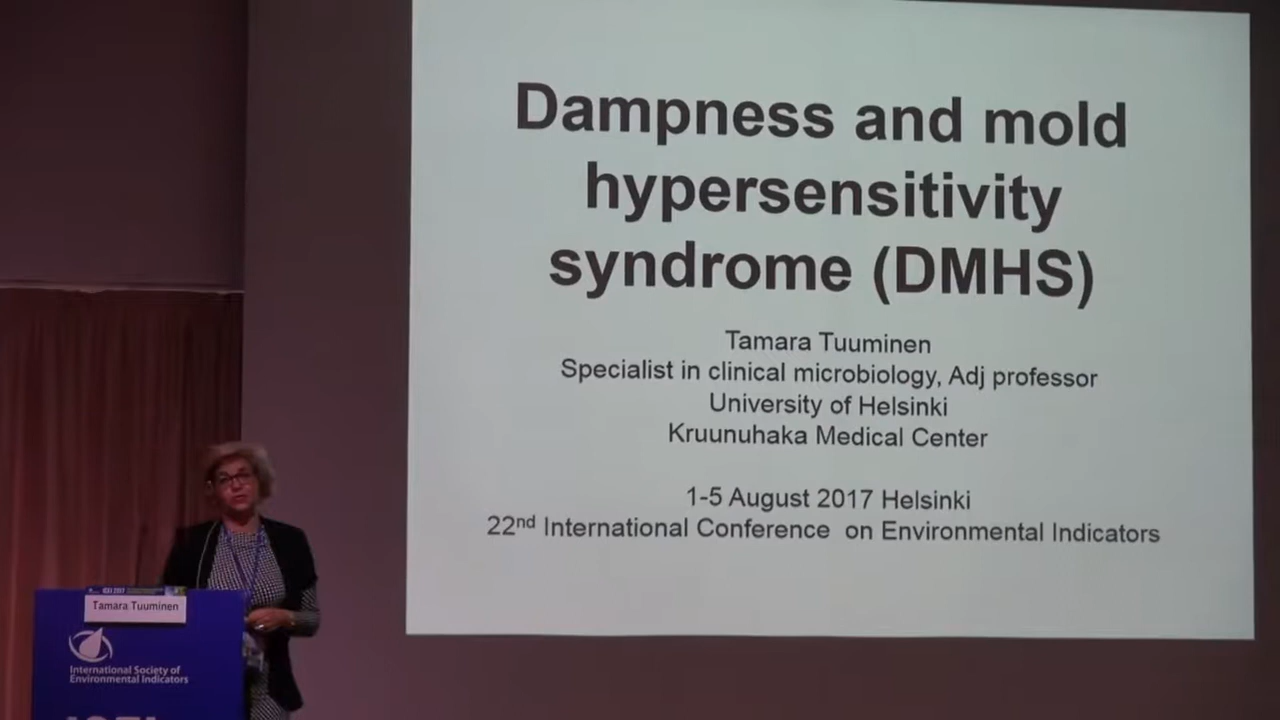 Dampness and mold
hypersensitivity
syndrome (DMHS)
Tamara Tuuminen
Specialist in clinical microbiology, Adj professor
University of Helsinki
Kruunuhaka Medical Center
1-5 August 2017 Helsinki
22nd International Conference on Environmental Indicators
ISEI 2017
Tamara Tuuminen
International Society of
Environmental Indicators